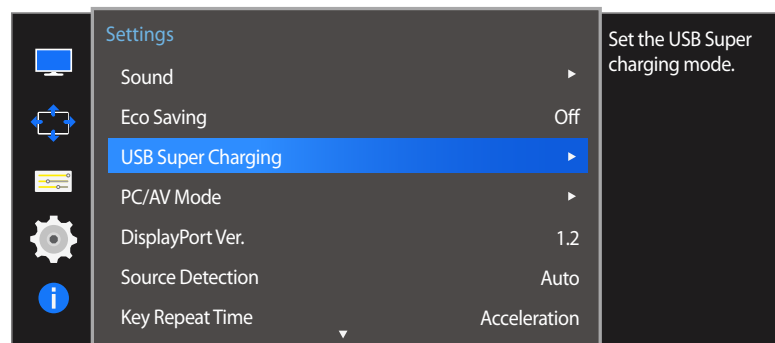 Settings
Sound
Eco Saving Off
USB Super Charging
PC/AV Mode
DisplayPort Ver. 1.2
Source Detection Auto
Key Repeat Time Acceleration
Set the USB Super
charging mode.